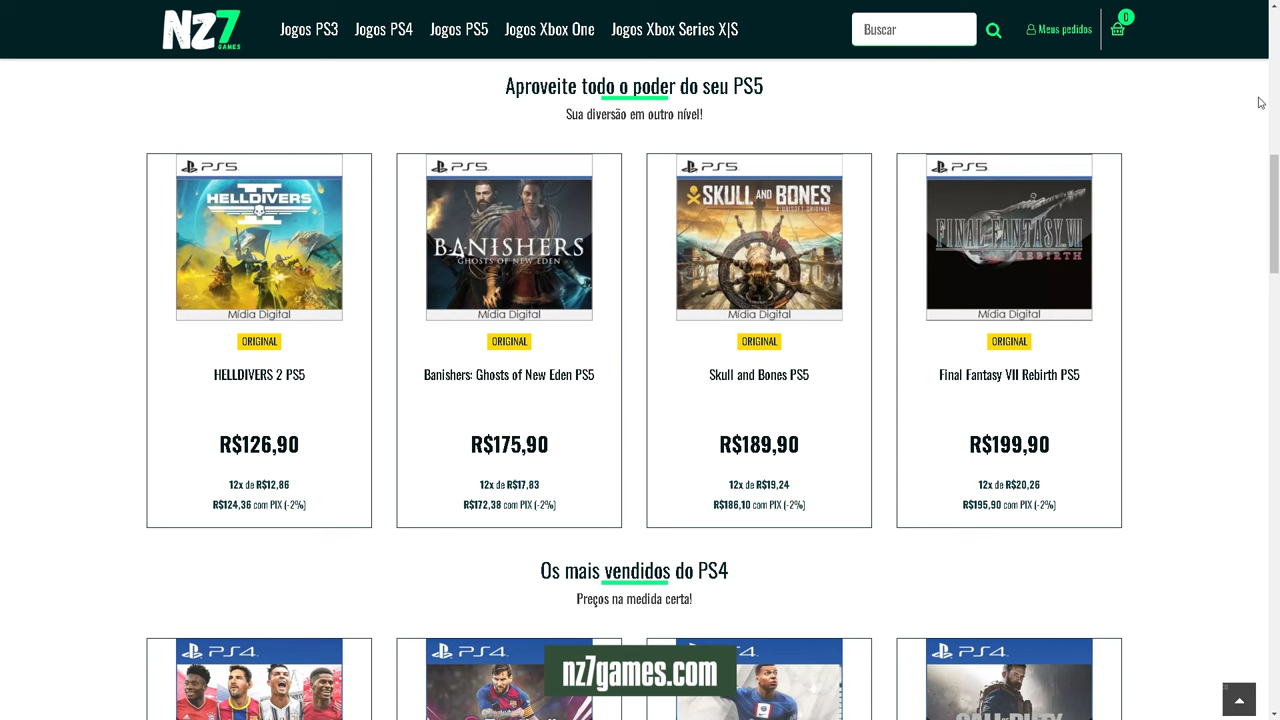 NZ7 GAMES
Jogos PS3 Jogos PS4 Jogos PS5 Jogos Xbox One Jogos Xbox Series X|S
Buscar
Meus pedidos
0
Aproveite todo o poder do seu PS5
Sua diversão em outro nível!
PS5
HELLDIVERS II
Mídia Digital
ORIGINAL
HELLDIVERS 2 PS5
R$126,90
12x de R$12,86
R$124,36 com PIX (-2%)
PS5
BANISHERS
GHOSTS OF NEW EDEN
Mídia Digital
ORIGINAL
Banishers: Ghosts of New Eden PS5
R$175,90
12x de R$17,83
R$172,38 com PIX (-2%)
PS5
SKULL AND BONES
A UBISOFT ORIGINAL
Mídia Digital
ORIGINAL
Skull and Bones PS5
R$189,90
12x de R$19,24
R$186,10 com PIX (-2%)
PS5
FINAL FANTASY VII
REBIRTH
Mídia Digital
ORIGINAL
Final Fantasy VII Rebirth PS5
R$199,90
12x de R$20,26
R$195,90 com PIX (-2%)
Os mais vendidos do PS4
Preços na medida certa!
PS4
PS4
PS4
PS4
CALL OF DUTY
nz7games.com